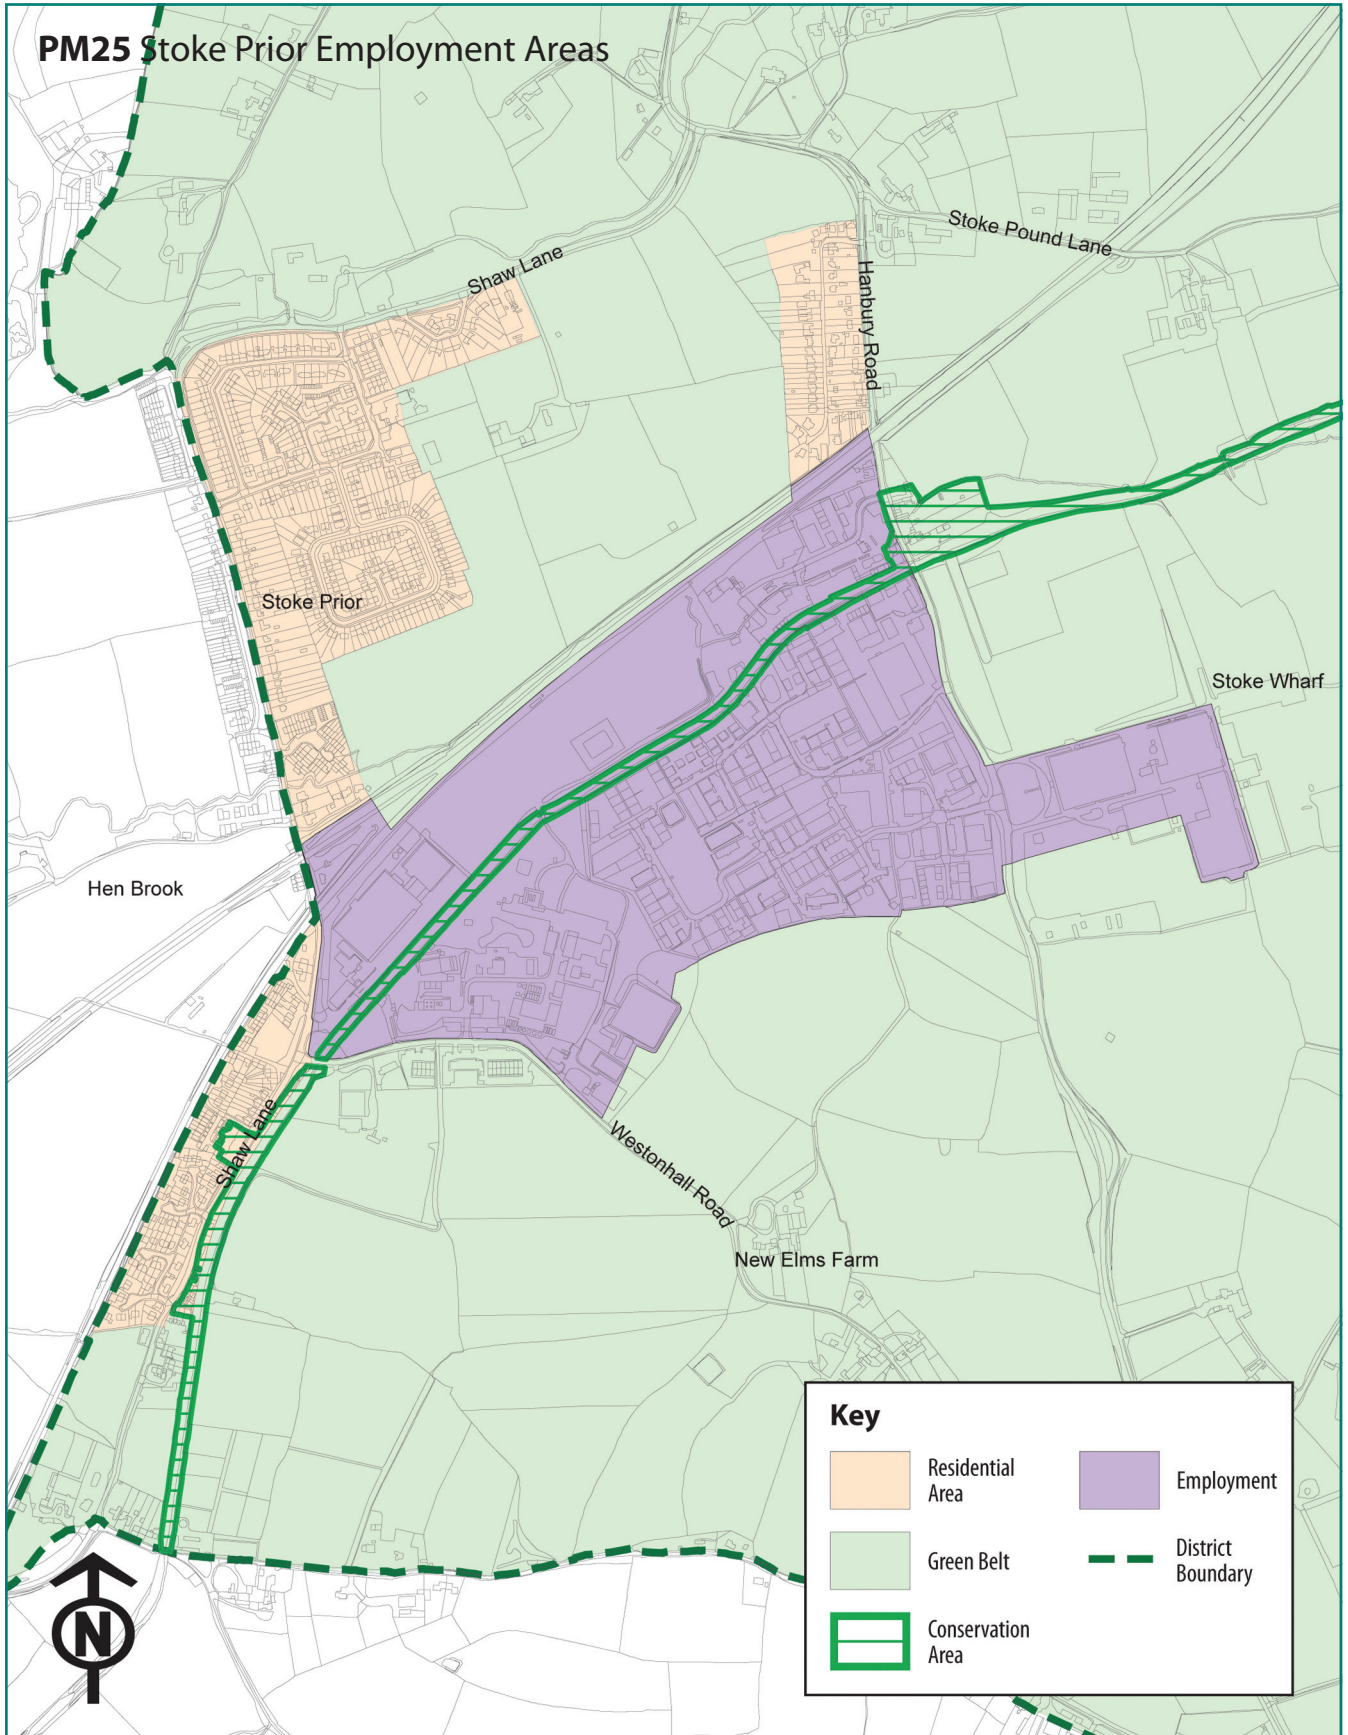 PM25 Stoke Prior Employment Areas
Stoke Pound Lane
Shaw Lane
Hanbury Road
Stoke Prior
Stoke Wharf
Hen Brook
Shaw Lane
Westonhall Road
New Elms Farm
Key
Residential
Area
Employment
Green Belt
District
Boundary
Conservation
Area
N